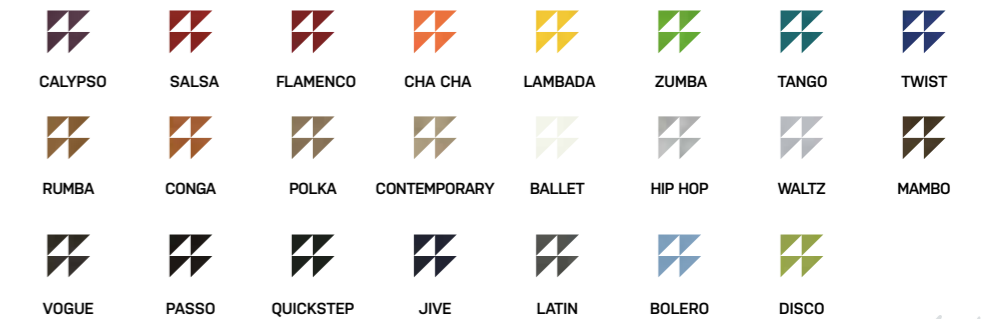 CALYPSO SALSA FLAMENCO CHA CHA LAMBADA ZUMBA TANGO TWIST
RUMBA CONGA POLKA CONTEMPORARY BALLET HIP HOP WALTZ MAMBO
VOGUE PASSO QUICKSTEP JIVE LATIN BOLERO DISCO